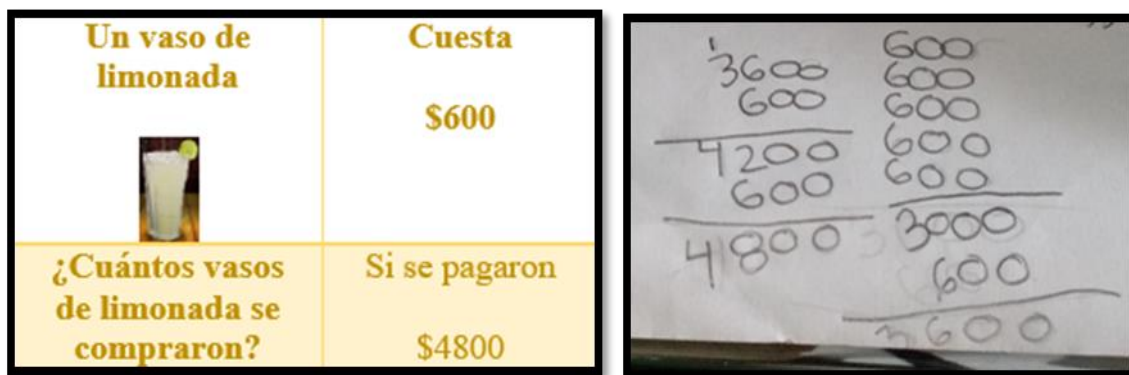 Un vaso de
limonada
Cuesta
$600
¿Cuántos vasos
de limonada se
compraron?
Si se pagaron
$4800
1
3600
600
4200
600
4800
600
600
600
600
600
3000
600
3600